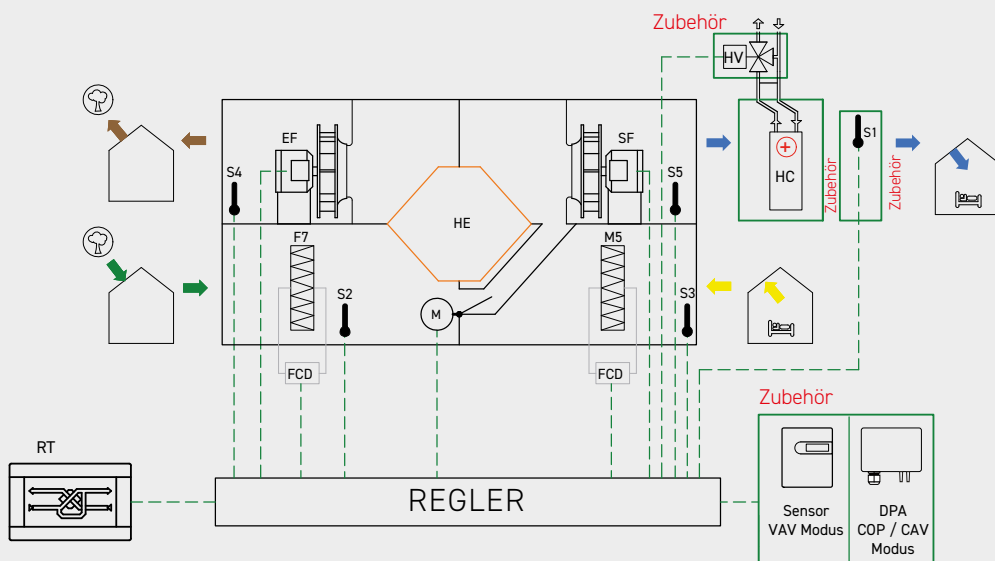 Zubehör
HV
EF
SF
S1
S4
S5
HC
Zubehör
Zubehör
HE
F7
M5
S2
M
S3
FCD
FCD
Zubehör
RT
REGLER
Sensor
VAV Modus
DPA
COP / CAV
Modus